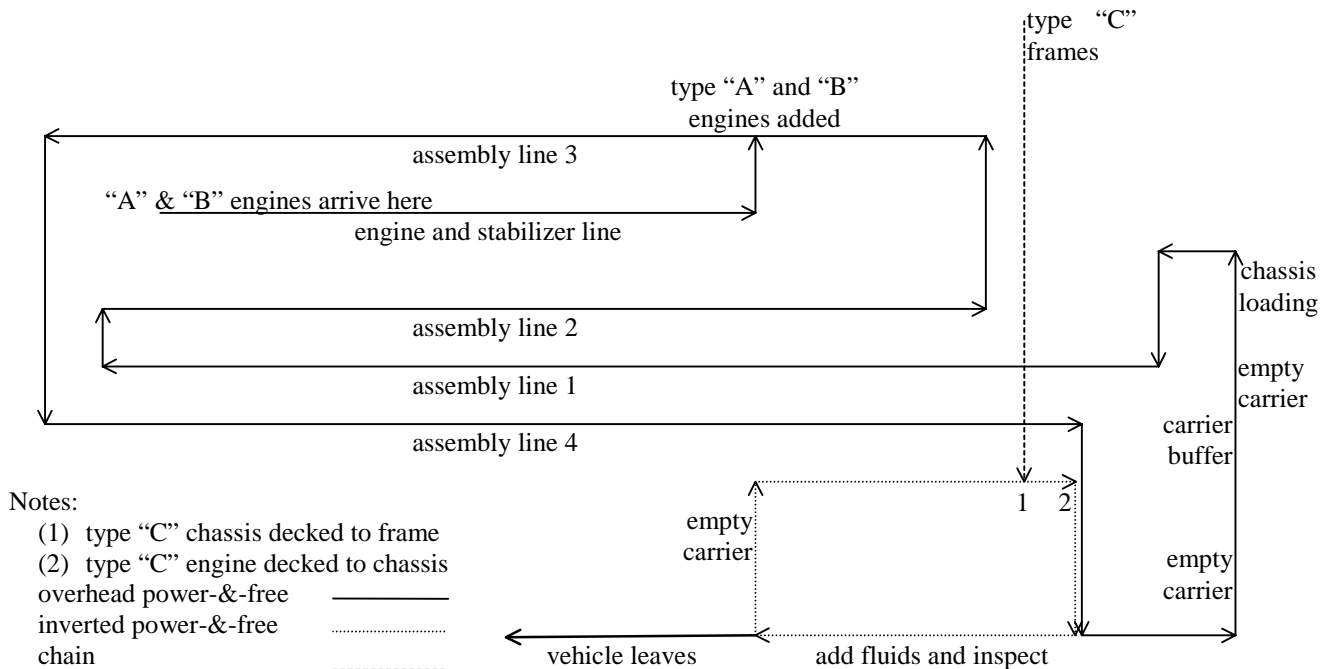 type “C”
frames
type “A” and “B”
engines added
assembly line 3
“A” & “B” engines arrive here
engine and stabilizer line
chassis
loading
assembly line 2
assembly line 1
empty
carrier
carrier
buffer
assembly line 4
Notes:
(1) type “C” chassis decked to frame
(2) type “C” engine decked to chassis
overhead power-&-free
inverted power-&-free
chain
1 2
empty
carrier
empty
carrier
vehicle leaves
add fluids and inspect